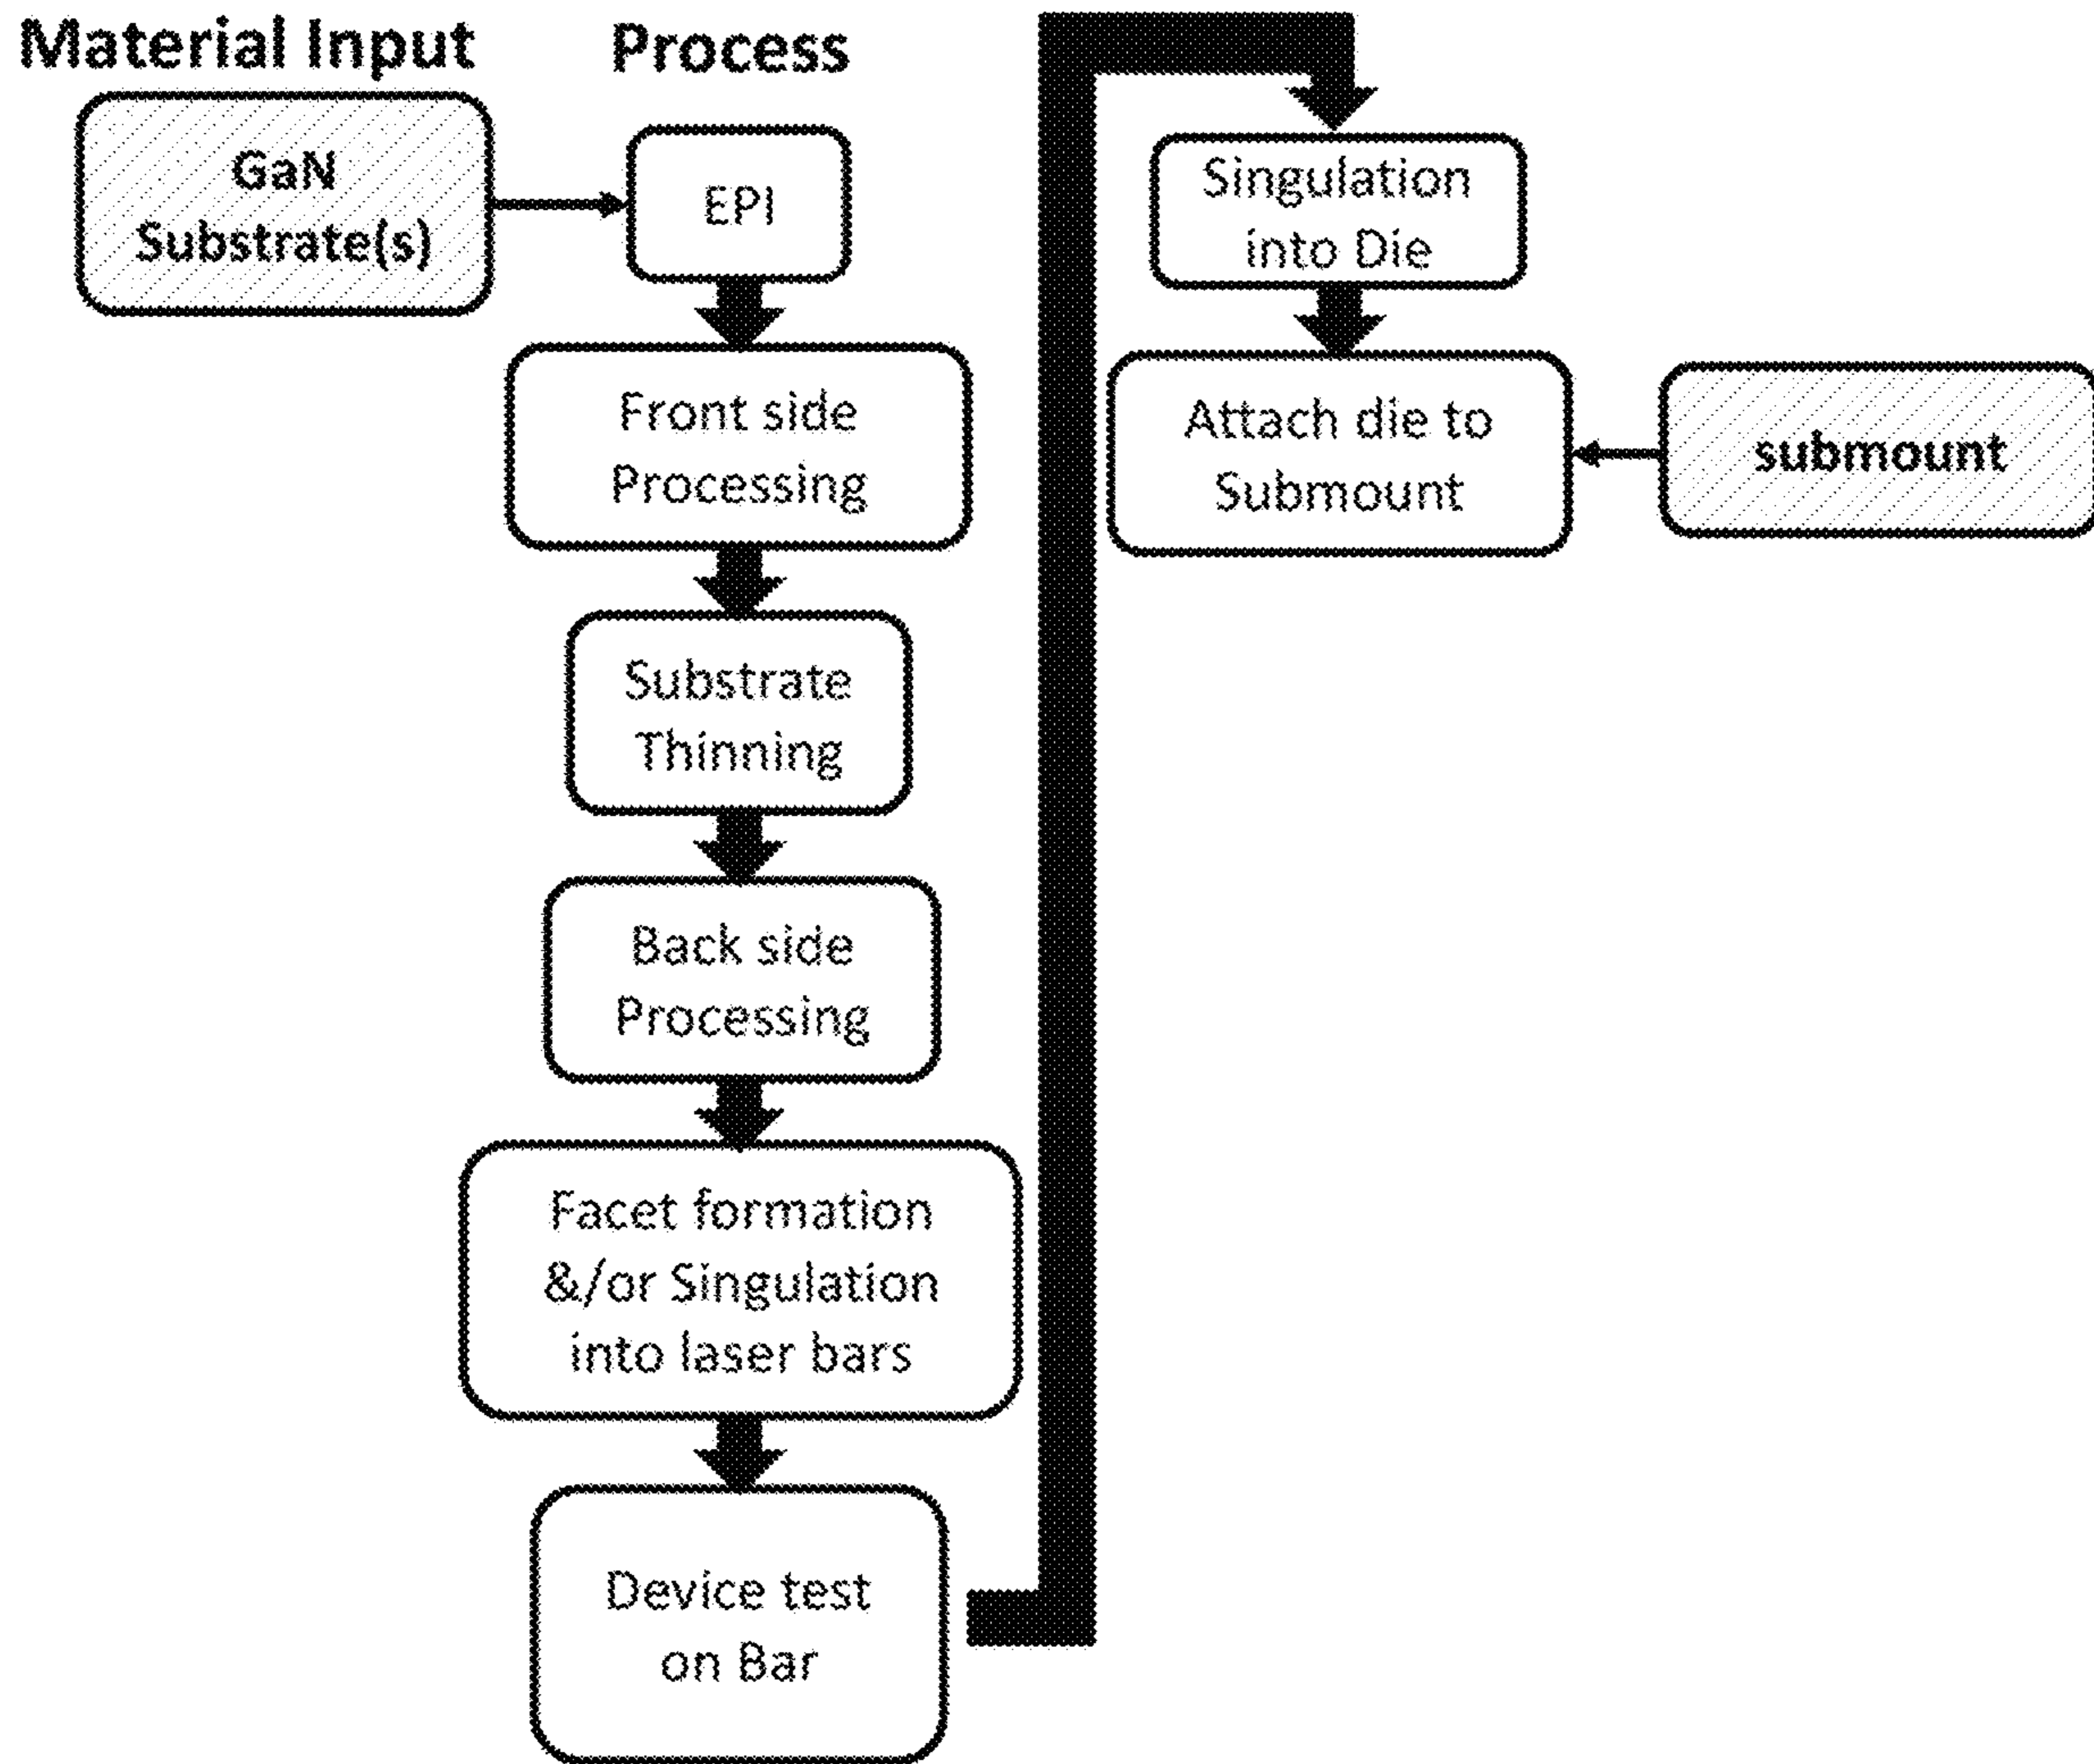 Material Input
Process
GaN
Substrate(s)
EPI
Front side
Processing
Substrate
Thinning
Back side
Processing
Facet formation
&/or Singulation
into laser bars
Device test
on Bar
Singulation
into Die
Attach die to
Submount
submount